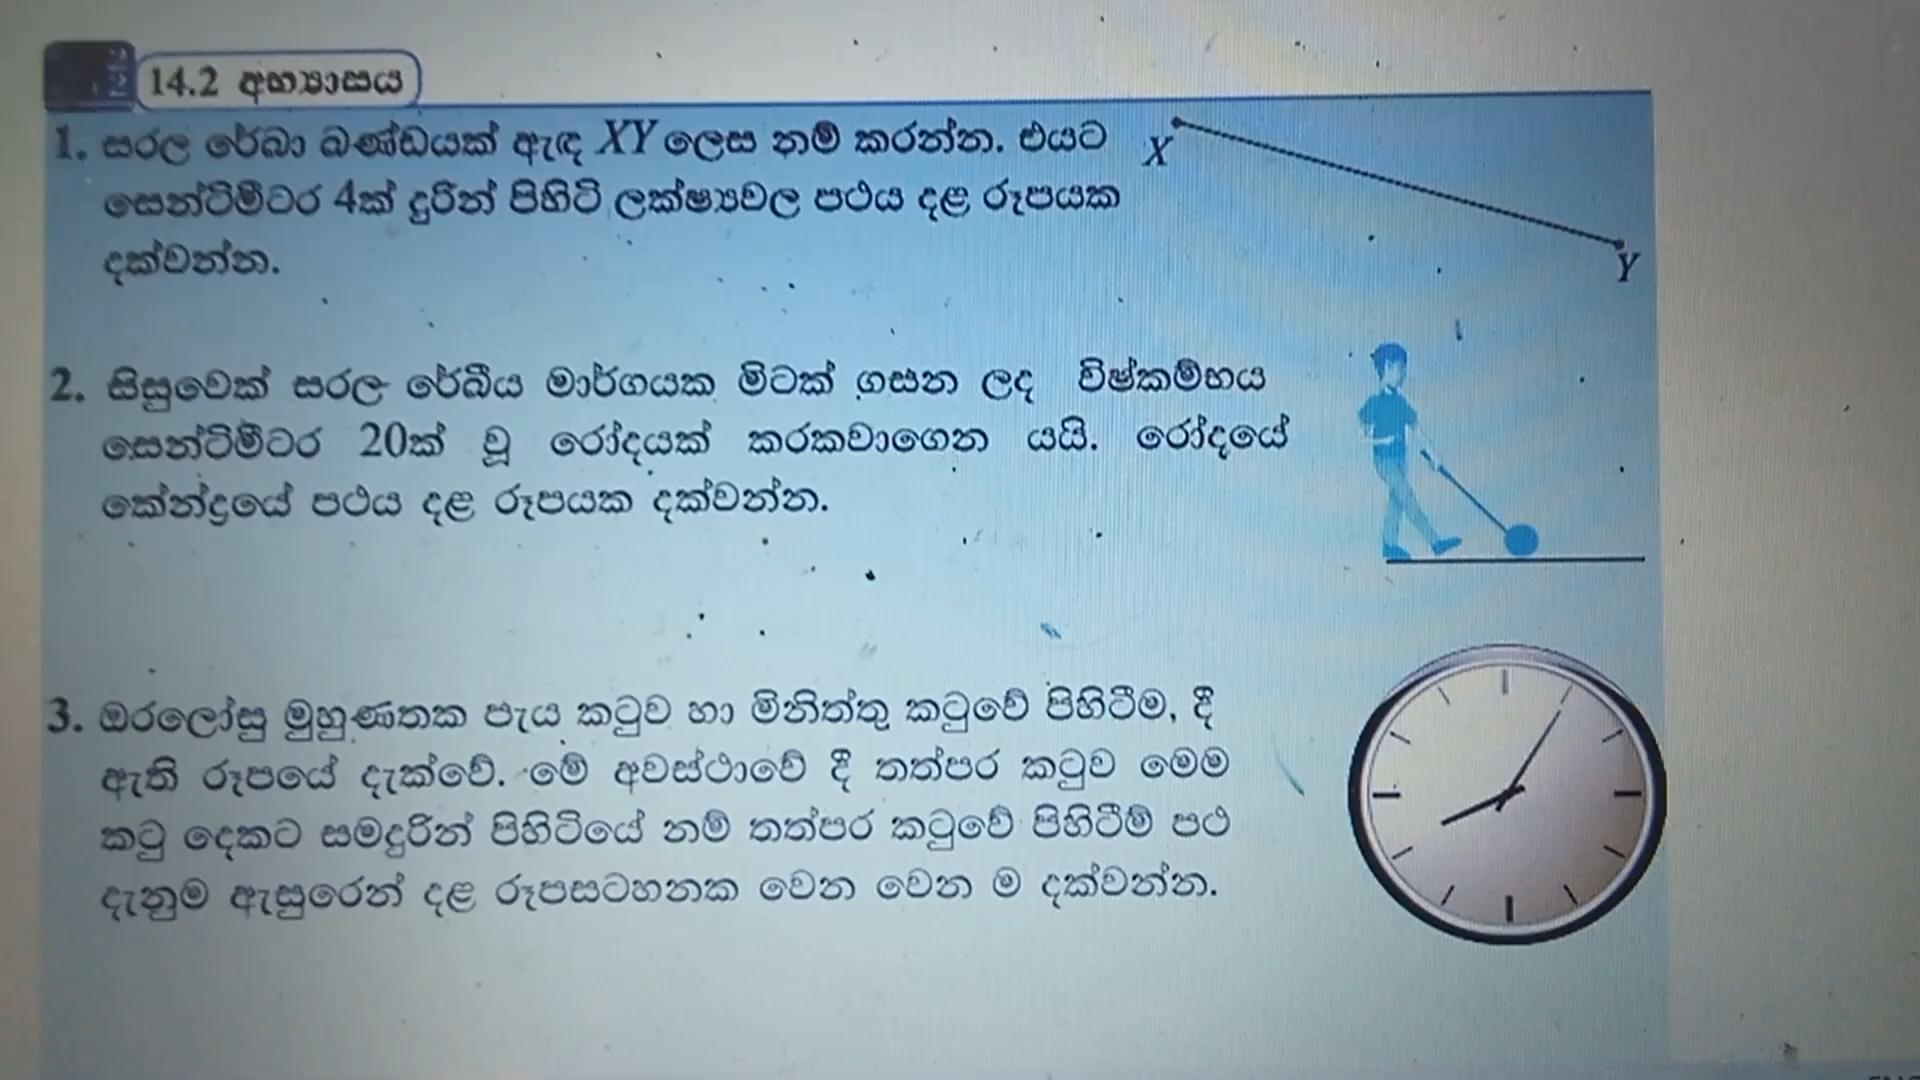 14.2 අභ්‍යාසය
1. සරල රේඛා ඛණ්ඩයක් ඇඳ XY ලෙස නම් කරන්න. එයට
සෙන්ටිමීටර 4ක් දුරින් පිහිටි ලක්ෂ්‍යවල පථය දළ රූපයක
දක්වන්න.
X
Y
2. සිසුවෙක් සරල රේඛීය මාර්ගයක මිටක් ගසන ලද විෂ්කම්භය
සෙන්ටිමීටර 20ක් වූ රෝදයක් කරකවාගෙන යයි. රෝදයේ
කේන්ද්‍රයේ පථය දළ රූපයක දක්වන්න.
3. ඔරලෝසු මුහුණතක පැය කටුව හා මිනිත්තු කටුවේ පිහිටීම, දී
ඇති රූපයේ දැක්වේ. මේ අවස්ථාවේ දී තත්පර කටුව මෙම
කටු දෙකට සමදුරින් පිහිටියේ නම් තත්පර කටුවේ පිහිටීම් පථ
දැනුම ඇසුරෙන් දළ රූපසටහනක වෙන වෙන ම දක්වන්න.